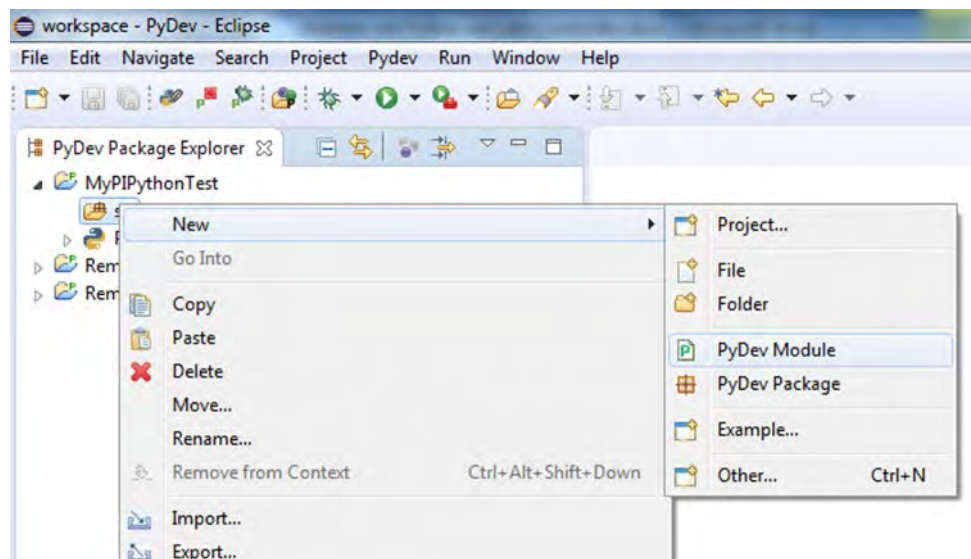 workspace - PyDev - Eclipse
File Edit Navigate Search Project Pydev Run Window Help
PyDev Package Explorer
MyPIPythonTest
New
Go Into
Copy
Paste
Delete
Move...
Rename...
Remove from Context Ctrl+Alt+Shift+Down
Import...
Export...
Rem
Rem
Project...
File
Folder
PyDev Module
PyDev Package
Example...
Other... Ctrl+N